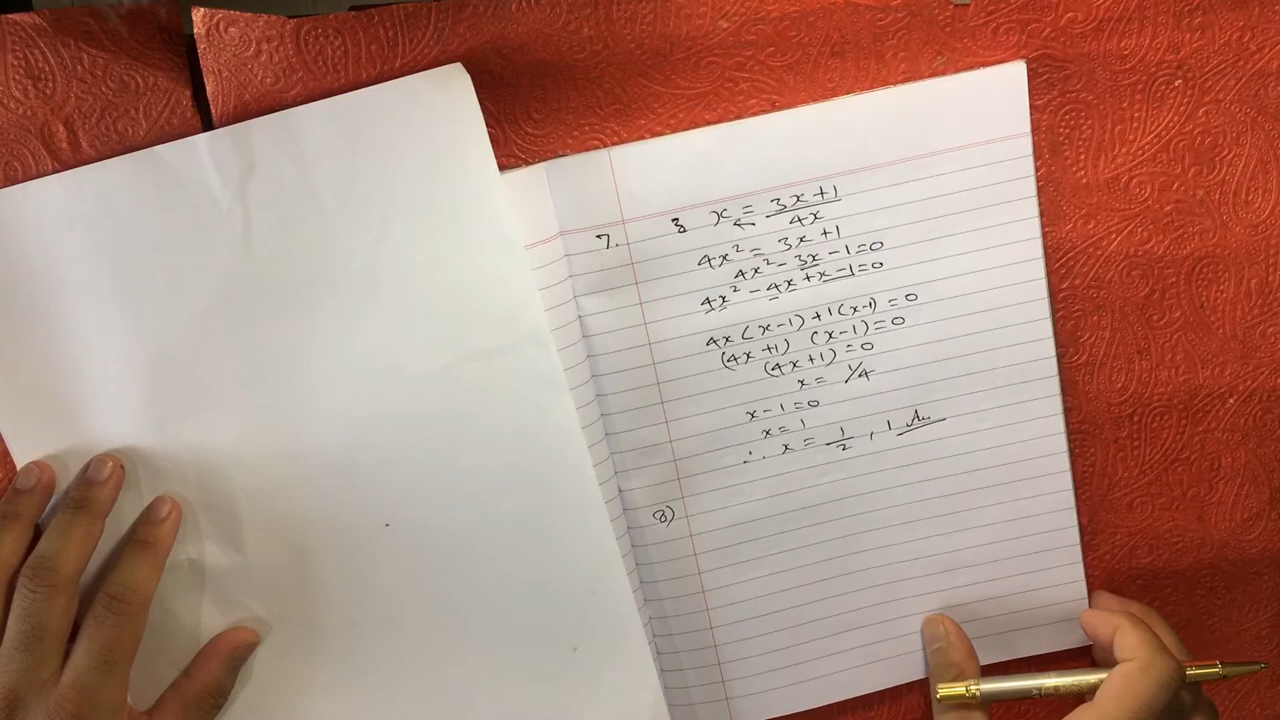 7. 3 x = 3x+1/4x
4x² = 3x+1
4x² - 3x - 1 = 0
4x² - 4x + x - 1 = 0
4x(x-1) + 1(x-1) = 0
(4x+1) (x-1) = 0
(4x+1) = 0
x = 1/4
x - 1 = 0
x = 1
∴ x = 1/2 , 1
8)